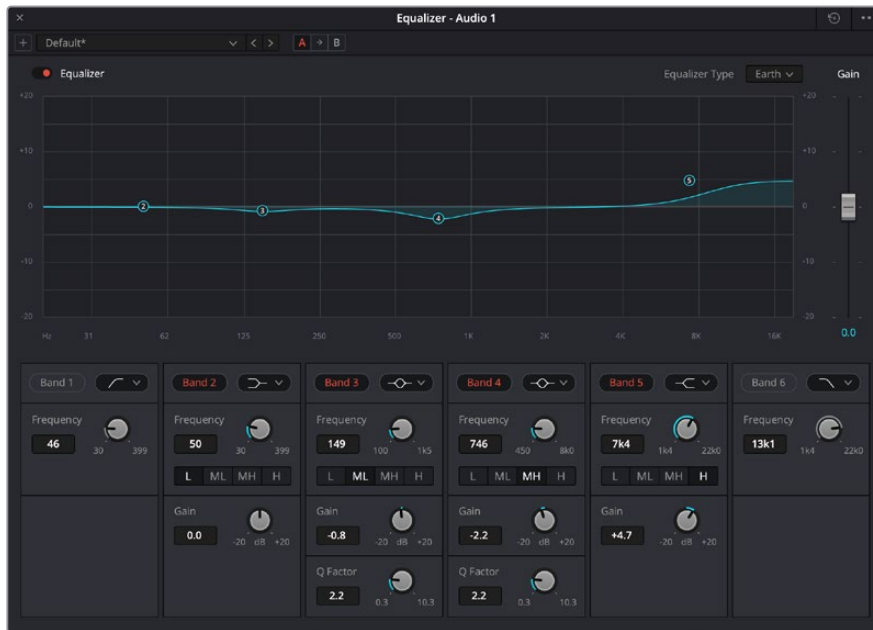 Equalizer - Audio 1
Default*
A B
Equalizer
Equalizer Type Earth Gain
+20 +20
+10 +10
0 0
-10 -10
-20 -20
2 3 4 5
Hz 31 62 125 250 500 1K 2K 4K 8K 16K
0.0
Band 1 Band 2 Band 3 Band 4 Band 5 Band 6
Frequency Frequency Frequency Frequency Frequency Frequency
46 30 399 50 30 399 149 100 1k5 746 450 8k0 7k4 1k4 22k0 13k1 1k4 22k0
L ML MH H L ML MH H L ML MH H L ML MH H
Gain Gain Gain Gain
0.0 -20 dB +20 -0.8 -20 dB +20 -2.2 -20 dB +20 +4.7 -20 dB +20
Q Factor Q Factor
2.2 0.3 10.3 2.2 0.3 10.3